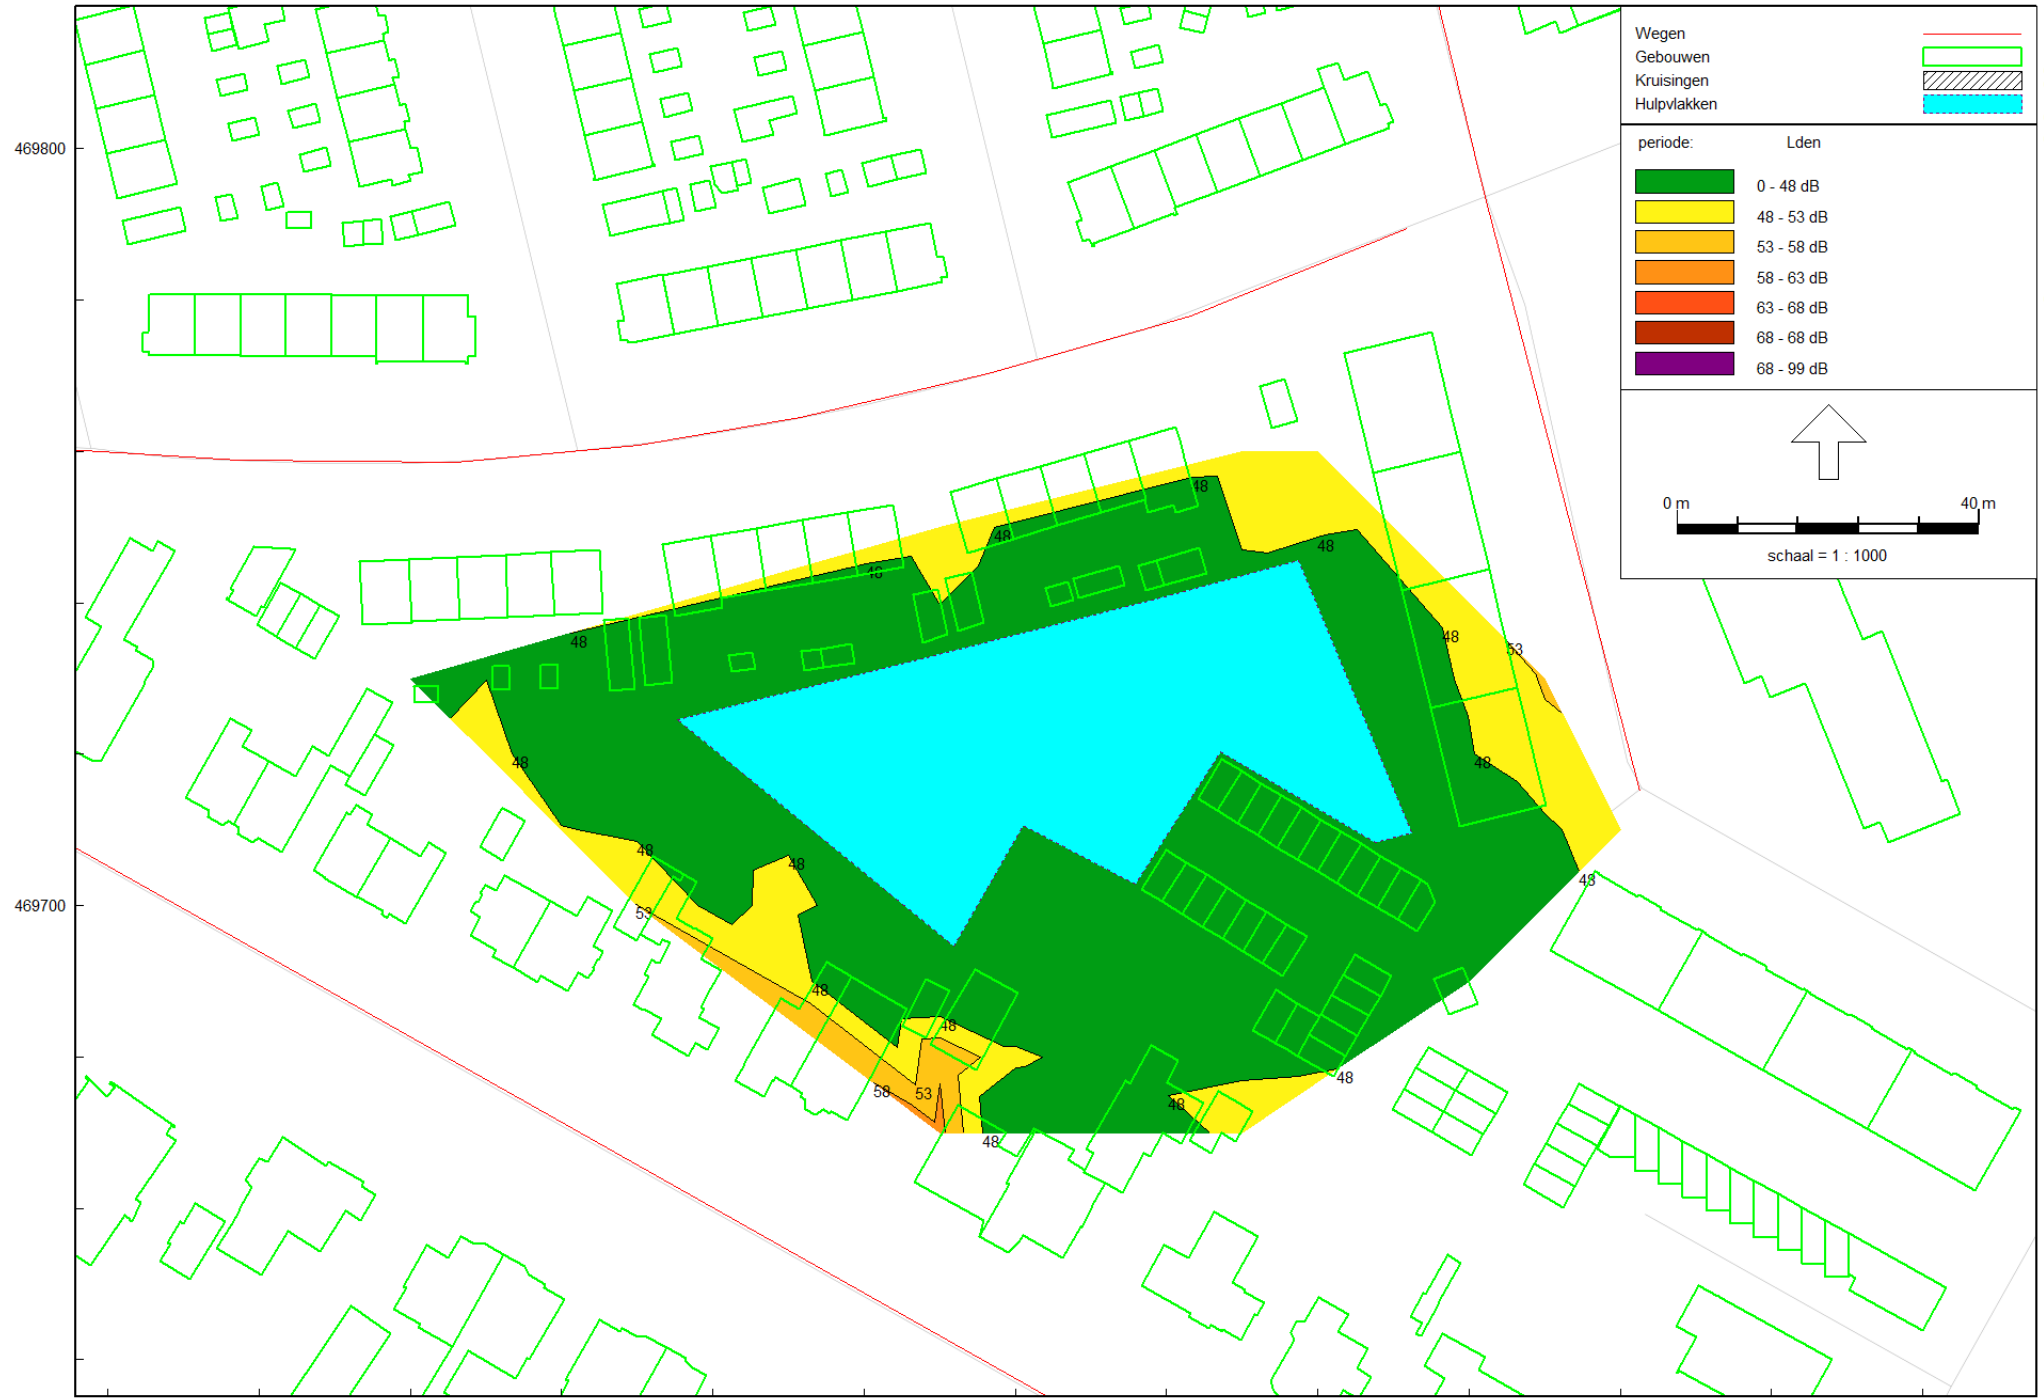 Wegen
Gebouwen
Kruisingen
Hulpvlakken
469800
periode: Lden
0 - 48 dB
48 - 53 dB
53 - 58 dB
58 - 63 dB
63 - 68 dB
68 - 68 dB
68 - 99 dB
0 m 40 m
schaal = 1 : 1000
48
48
48
48
48
48
53
48
48
48
48
48
469700
53
48
48
58
53
48
48
48